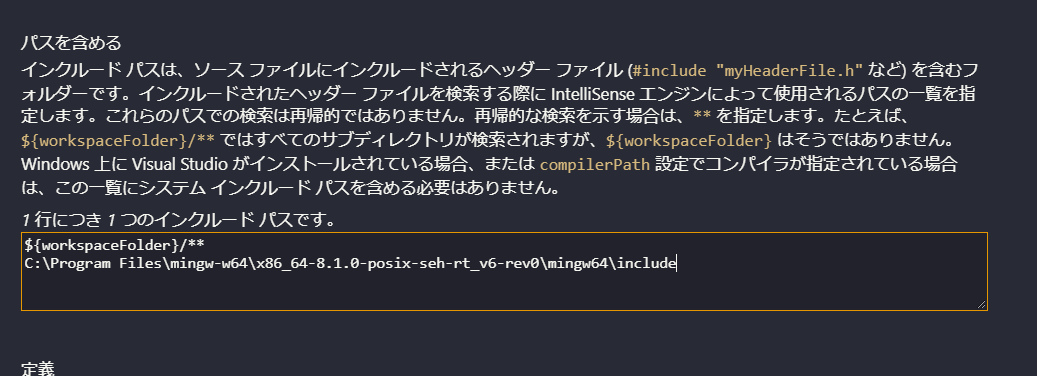 パスを含める
インクルード パスは、ソース ファイルにインクルードされるヘッダー ファイル (#include "myHeaderFile.h" など) を含むフ
ォルダーです。インクルードされたヘッダー ファイルを検索する際に IntelliSense エンジンによって使用されるパスの一覧を指
定します。これらのパスでの検索は再帰的ではありません。再帰的な検索を示す場合は、** を指定します。たとえば、
${workspaceFolder}/** ではすべてのサブディレクトリが検索されますが、${workspaceFolder} はそうではありません。
Windows 上に Visual Studio がインストールされている場合、または compilerPath 設定でコンパイラが指定されている場合
は、この一覧にシステム インクルード パスを含める必要はありません。
1 行につき 1 つのインクルード パスです。
${workspaceFolder}/**
C:\Program Files\mingw-w64\x86_64-8.1.0-posix-seh-rt_v6-rev0\mingw64\include
定義